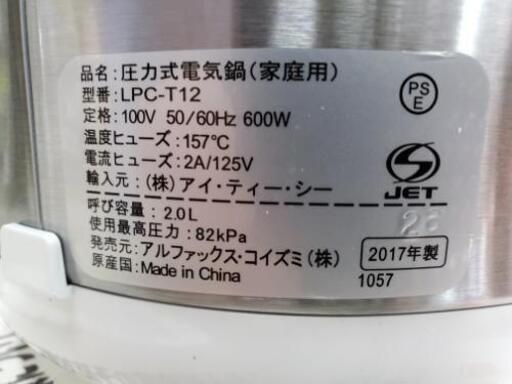 品名：圧力式電気鍋（家庭用）
型番：LPC-T12
定格：100V 50/60Hz 600W
温度ヒューズ：157℃
電流ヒューズ：2A/125V
輸入元：（株）アイ・ティー・シー
呼び容量：2.0L
使用最高圧力：82kPa
発売元：アルファックス・コイズミ（株）
原産国：Made in China
PS
E
JET
2017年製
1057